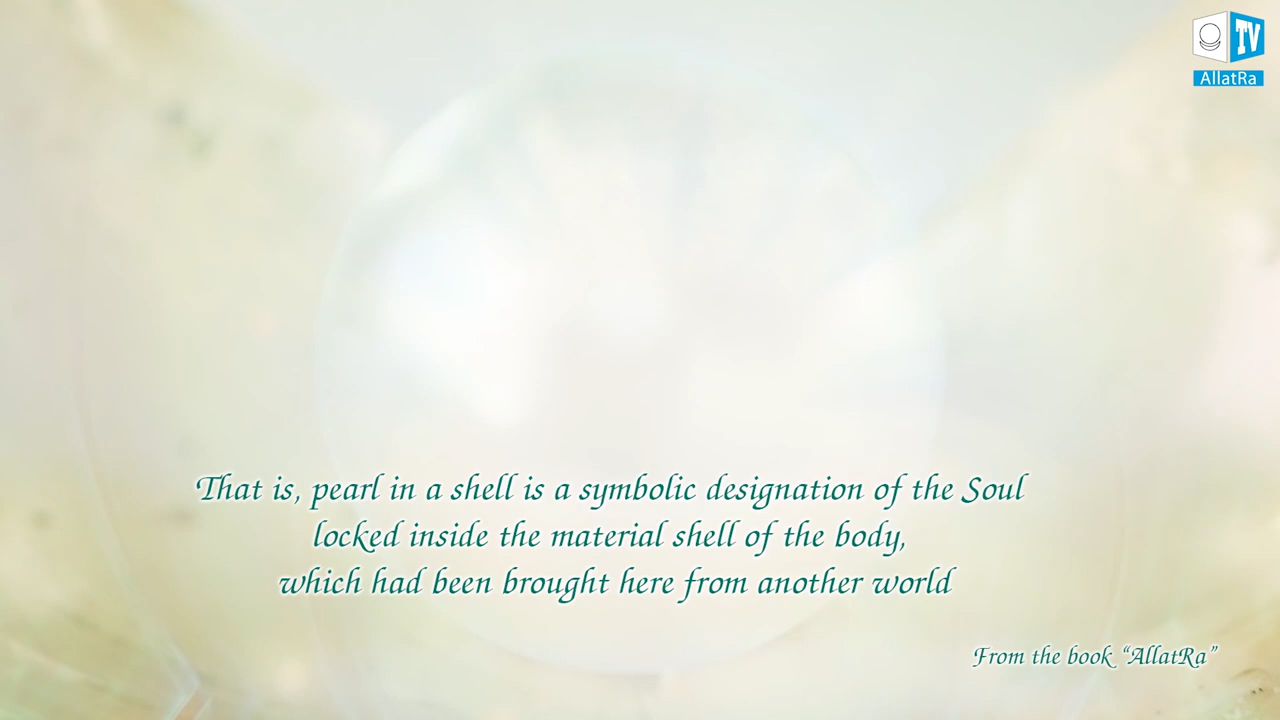 TV
AllatRa
That is, pearl in a shell is a symbolic designation of the Soul
locked inside the material shell of the body,
which had been brought here from another world
From the book “AllatRa”